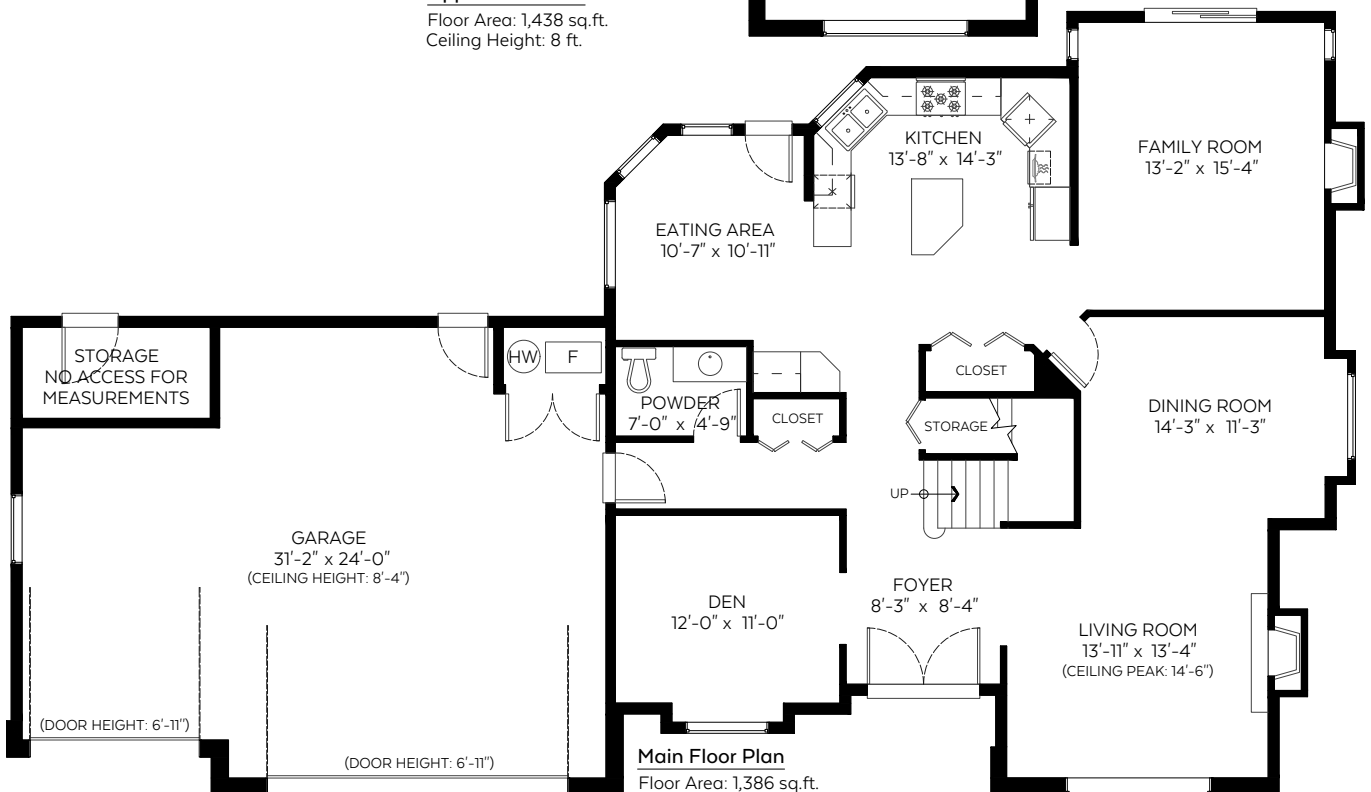 Floor Area: 1,438 sq.ft.
Ceiling Height: 8 ft.
KITCHEN
13'-8" x 14'-3"
FAMILY ROOM
13'-2" x 15'-4"
EATING AREA
10'-7" x 10'-11"
STORAGE
NO ACCESS FOR
MEASUREMENTS
HW
F
POWDER
7'-0" x 4'-9"
CLOSET
CLOSET
STORAGE
DINING ROOM
14'-3" x 11'-3"
UP
GARAGE
31'-2" x 24'-0"
(CEILING HEIGHT: 8'-4")
DEN
12'-0" x 11'-0"
FOYER
8'-3" x 8'-4"
LIVING ROOM
13'-11" x 13'-4"
(CEILING PEAK: 14'-6")
(DOOR HEIGHT: 6'-11")
(DOOR HEIGHT: 6'-11")
Main Floor Plan
Floor Area: 1,386 sq.ft.